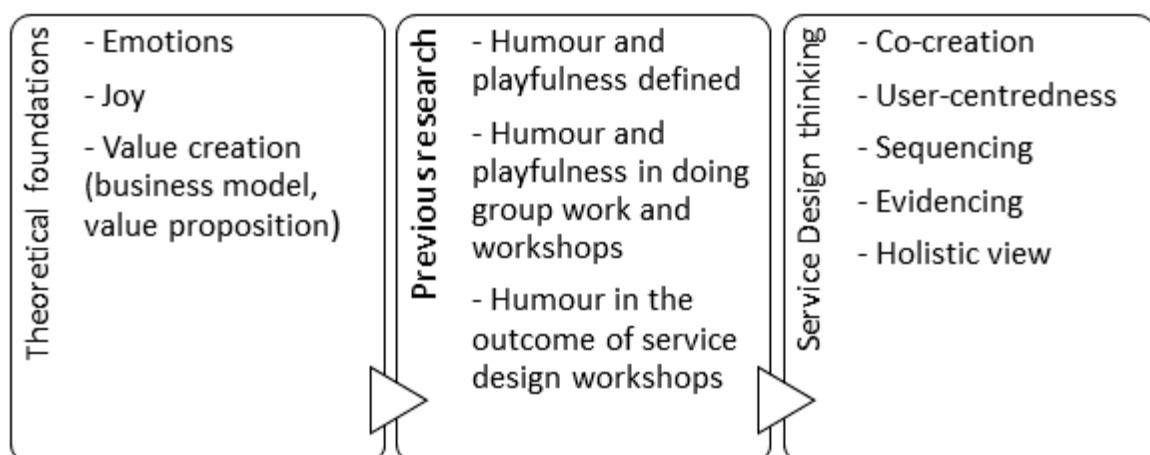 Theoretical foundations
- Emotions
- Joy
- Value creation
(business model,
value proposition)
Previous research
- Humour and
playfulness defined
- Humour and
playfulness in doing
group work and
workshops
- Humour in the
outcome of service
design workshops
Service Design thinking
- Co-creation
- User-centredness
- Sequencing
- Evidencing
- Holistic view